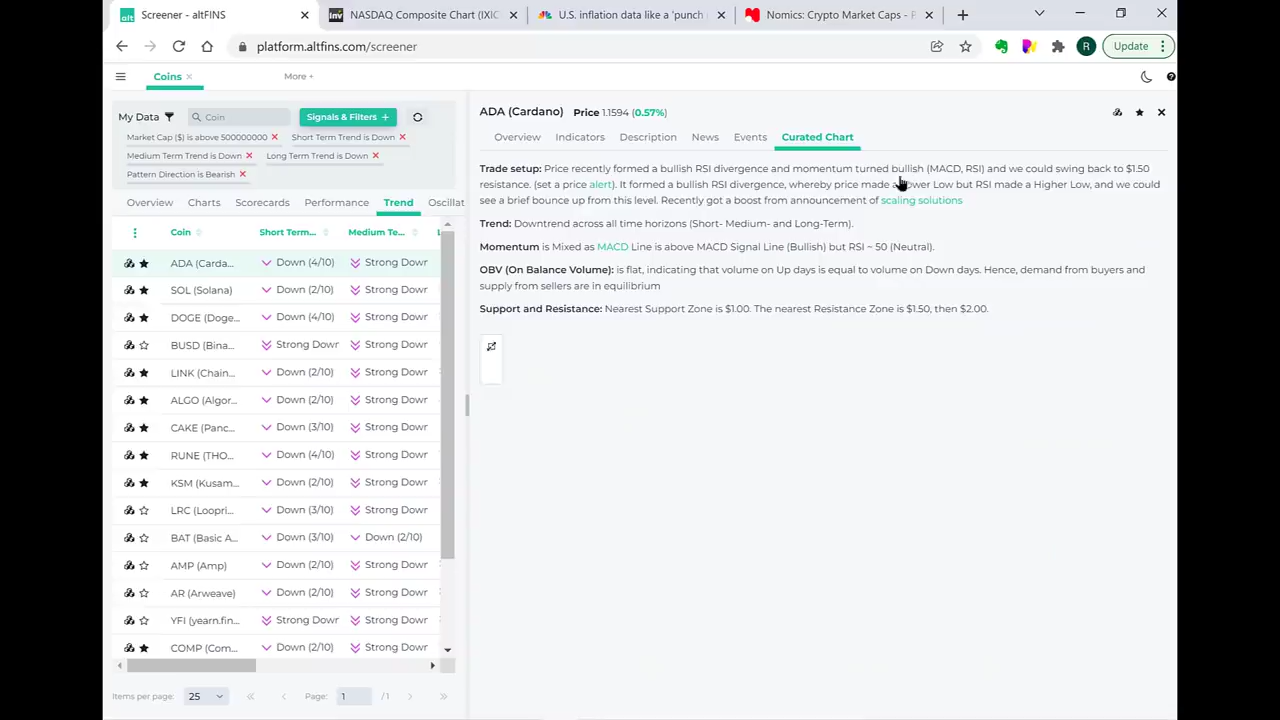 Screener - altFINS
NASDAQ Composite Chart (IXIC
U.S. inflation data like a 'punch
Nomics: Crypto Market Caps - P
platform.altfins.com/screener
R
Update
Coins
More +
My Data
Coin
Signals & Filters +
Market Cap ($) is above 500000000
Short Term Trend is Down
Medium Term Trend is Down
Long Term Trend is Down
Pattern Direction is Bearish
Overview
Charts
Scorecards
Performance
Trend
Oscillat
Coin
Short Term...
Medium Te...
ADA (Carda...
Down (4/10)
Strong Down
SOL (Solana)
Down (2/10)
Strong Down
DOGE (Doge...
Down (4/10)
Strong Down
BUSD (Bina...
Strong Down
Strong Down
LINK (Chain...
Down (2/10)
Strong Down
ALGO (Algor...
Down (2/10)
Strong Down
CAKE (Panc...
Down (3/10)
Strong Down
RUNE (THO...
Down (4/10)
Strong Down
KSM (Kusam...
Down (2/10)
Strong Down
LRC (Loopri...
Down (3/10)
Strong Down
BAT (Basic A...
Down (3/10)
Down (2/10)
AMP (Amp)
Down (2/10)
Strong Down
AR (Arweave)
Down (2/10)
Strong Down
YFI (yearn.fin...
Strong Down
Strong Down
COMP (Com...
Down (2/10)
Strong Down
Items per page:
25
Page:
1
/ 1
ADA (Cardano) Price 1.1594 (0.57%)
Overview
Indicators
Description
News
Events
Curated Chart
Trade setup: Price recently formed a bullish RSI divergence and momentum turned bullish (MACD, RSI) and we could swing back to $1.50
resistance. (set a price alert). It formed a bullish RSI divergence, whereby price made a Lower Low but RSI made a Higher Low, and we could
see a brief bounce up from this level. Recently got a boost from announcement of scaling solutions
Trend: Downtrend across all time horizons (Short- Medium- and Long-Term).
Momentum is Mixed as MACD Line is above MACD Signal Line (Bullish) but RSI ~ 50 (Neutral).
OBV (On Balance Volume): is flat, indicating that volume on Up days is equal to volume on Down days. Hence, demand from buyers and
supply from sellers are in equilibrium
Support and Resistance: Nearest Support Zone is $1.00. The nearest Resistance Zone is $1.50, then $2.00.